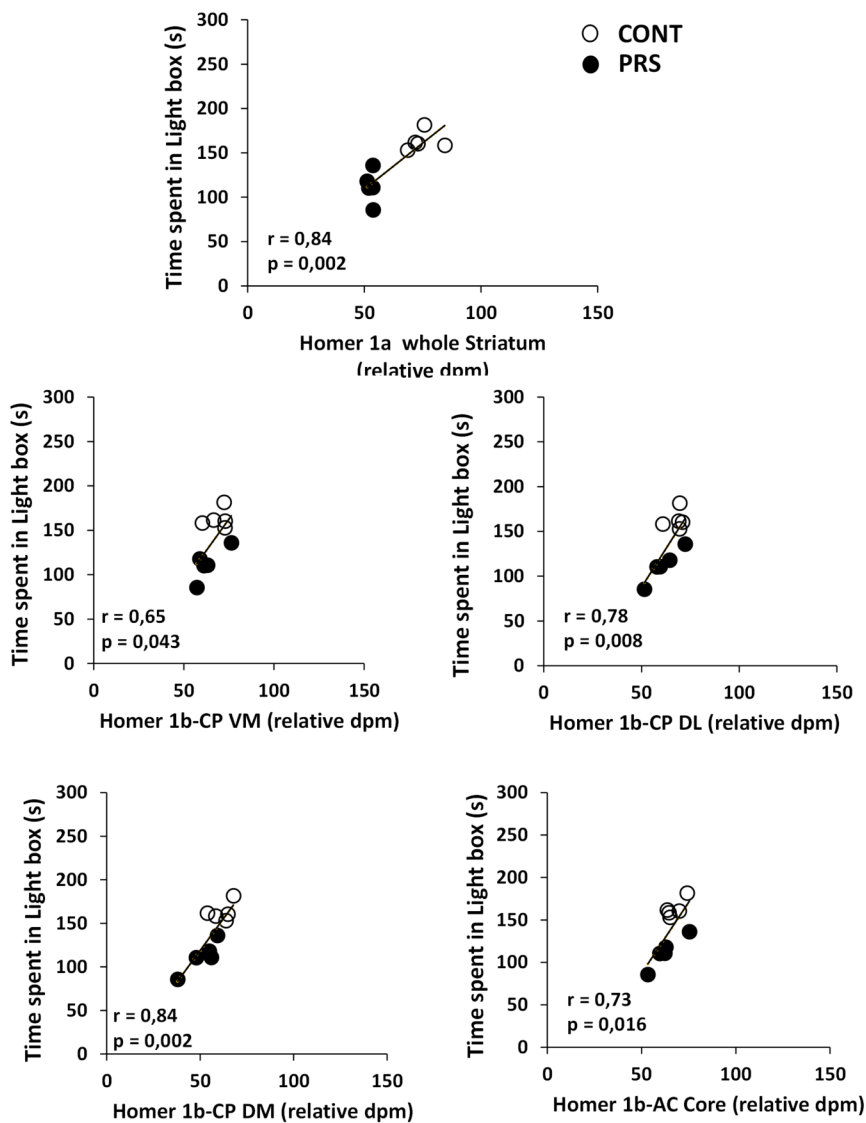 Time spent in Light box (s)
300
250
200
150
100
50
0
CONT
PRS
r = 0,84
p = 0,002
0
50
100
150
Homer 1a whole Striatum
(relative dpm)
Time spent in Light box (s)
300
250
200
150
100
50
0
r = 0,65
p = 0,043
0
50
100
150
Homer 1b-CP VM (relative dpm)
Time spent in Light box (s)
300
250
200
150
100
50
0
r = 0,78
p = 0,008
0
50
100
150
Homer 1b-CP DL (relative dpm)
Time spent in Light box (s)
300
250
200
150
100
50
0
r = 0,84
p = 0,002
0
50
100
150
Homer 1b-CP DM (relative dpm)
Time spent in Light box (s)
300
250
200
150
100
50
0
r = 0,73
p = 0,016
0
50
100
150
Homer 1b-AC Core (relative dpm)